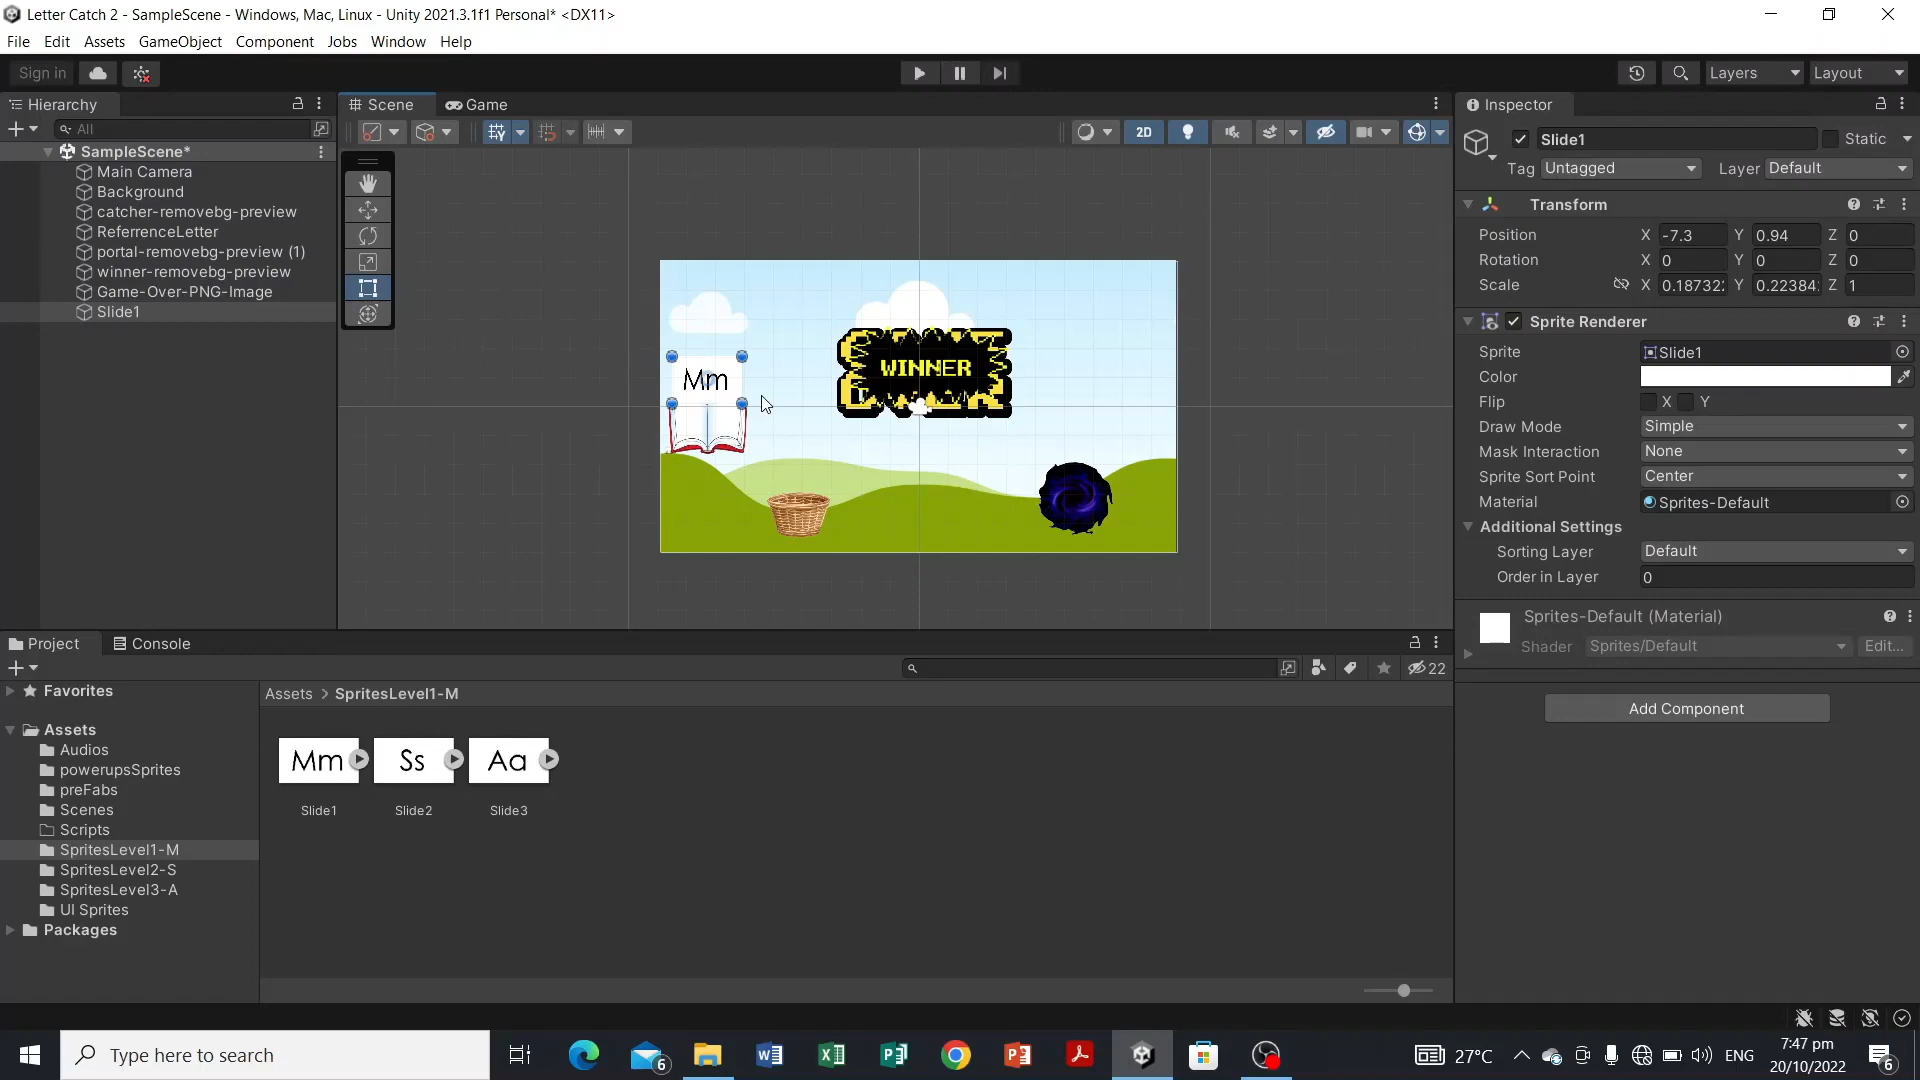 Letter Catch 2 - SampleScene - Windows, Mac, Linux - Unity 2021.3.1f1 Personal* <DX11>
File Edit Assets GameObject Component Jobs Window Help
Sign in
Layers
Layout
Hierarchy
Scene
Game
Inspector
All
2D
Slide1
Static
SampleScene*
Tag Untagged
Layer Default
Main Camera
Background
catcher-removebg-preview
ReferrenceLetter
portal-removebg-preview (1)
winner-removebg-preview
Game-Over-PNG-Image
Slide1
Transform
Position X -7.3 Y 0.94 Z 0
Rotation X 0 Y 0 Z 0
Scale X 0.18732 Y 0.22384 Z 1
Sprite Renderer
Sprite Slide1
Color
Flip X Y
Draw Mode Simple
Mask Interaction None
Sprite Sort Point Center
Material Sprites-Default
Additional Settings
Sorting Layer Default
Order in Layer 0
Sprites-Default (Material)
Shader Sprites/Default Edit...
Add Component
WINNER
Mm
Project
Console
22
Favorites
Assets > SpritesLevel1-M
Assets
Audios
powerupsSprites
preFabs
Scenes
Scripts
SpritesLevel1-M
SpritesLevel2-S
SpritesLevel3-A
UI Sprites
Packages
Mm Ss Aa
Slide1 Slide2 Slide3
Type here to search
6
27°C
ENG
7:47 pm
20/10/2022
6